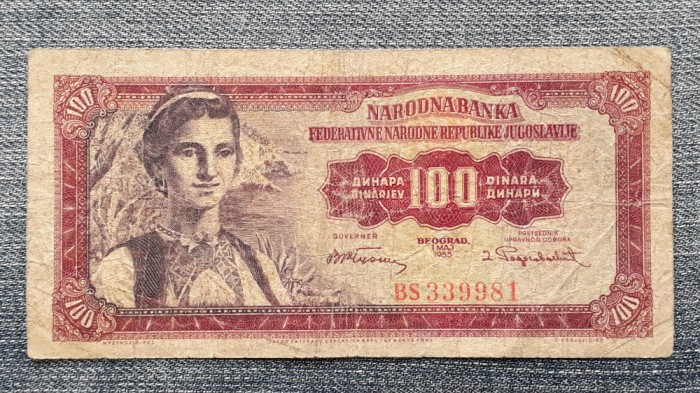 100
100
NARODNA BANKA
FEDERATIVNE NARODNE REPUBLIKE JUGOSLAVIJE
ДИНАРА 100 DINARA
DINARJEV ДИНАРИ
GUVERNER
BEOGRAD,
1 MAJ
1955
PRETSEDNIK
UPRAVNOG ODBORA
BS 339981
100
100